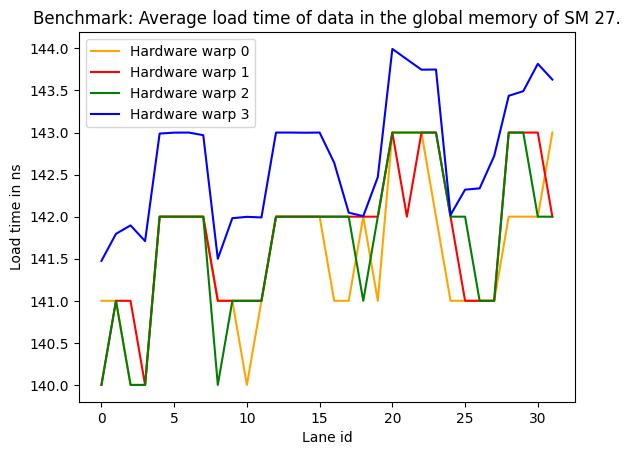 Benchmark: Average load time of data in the global memory of SM 27.
Hardware warp 0
Hardware warp 1
Hardware warp 2
Hardware warp 3
144.0
143.5
143.0
142.5
142.0
141.5
141.0
140.5
140.0
Load time in ns
0 5 10 15 20 25 30
Lane id